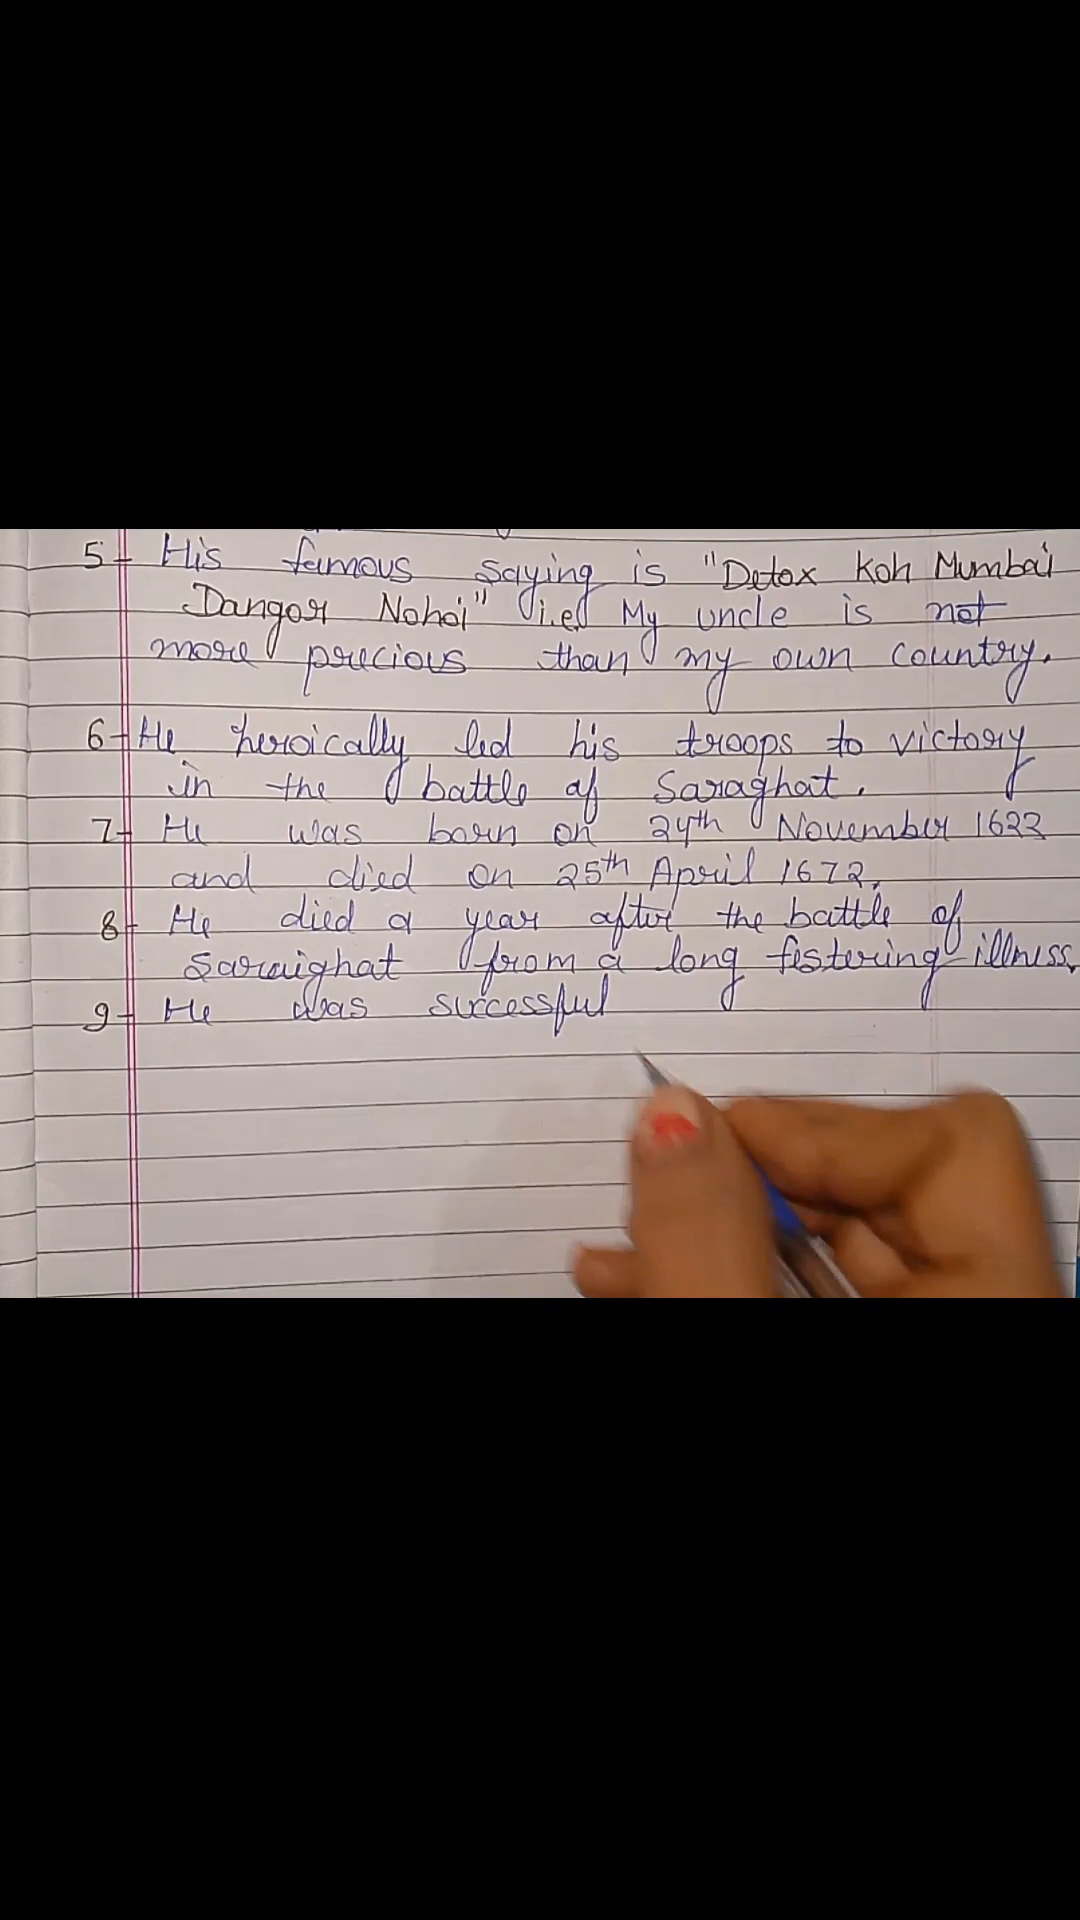 5- His famous saying is "Detox Koh Mumbai
Dangor Nohoi" i.e. My uncle is not
more precious than my own country.
6- He heroically led his troops to victory
in the battle of Saraghat.
7- He was born on 24th November 1622
and died on 25th April 1672.
8- He died a year after the battle of
Saraighat from a long festering illness.
9- He was successful